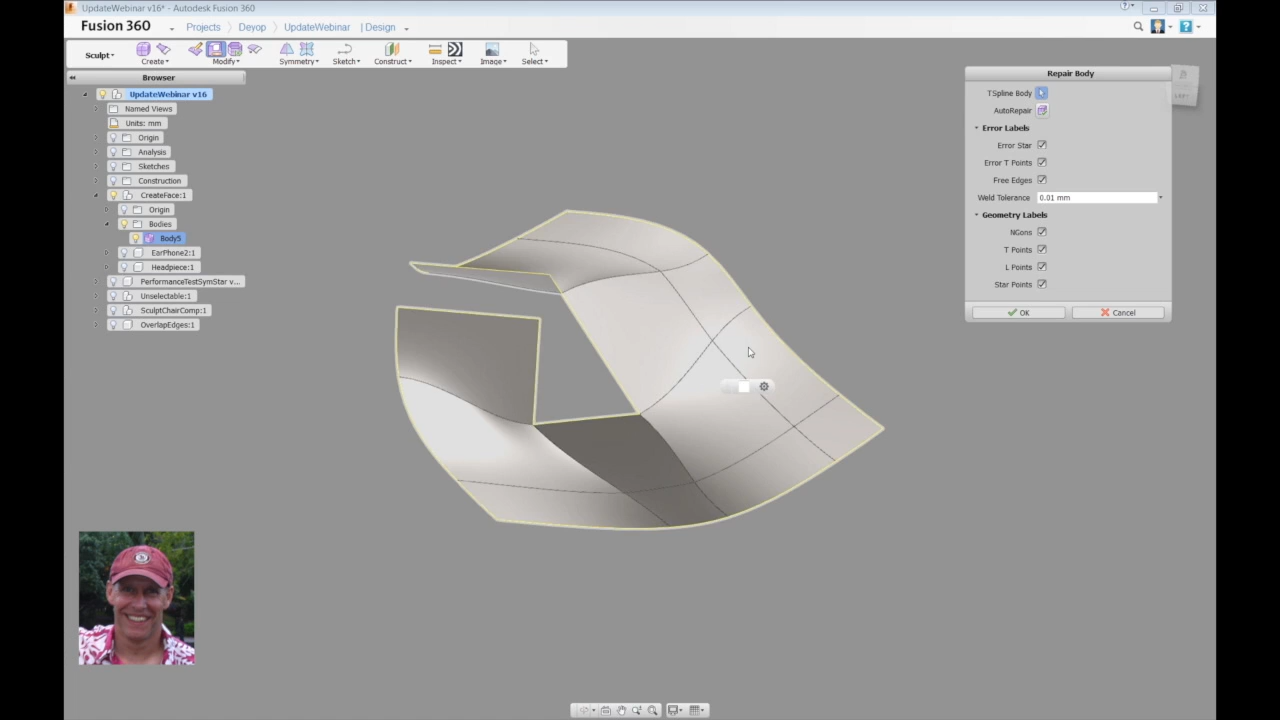 UpdateWebinar v16* - Autodesk Fusion 360
Fusion 360 Projects Deyop UpdateWebinar | Design
Sculpt Create Modify Symmetry Sketch Construct Inspect Image Select
Browser
UpdateWebinar v16
Named Views
Units: mm
Origin
Analysis
Sketches
Construction
CreateFace:1
Origin
Bodies
Body5
EarPhone2:1
Headpiece:1
PerformanceTestSymStar v...
Unselectable:1
SculptChairComp:1
OverlapEdges:1
Repair Body
TSpline Body
AutoRepair
Error Labels
Error Star
Error T Points
Free Edges
Weld Tolerance 0.01 mm
Geometry Labels
NGons
T Points
L Points
Star Points
OK Cancel